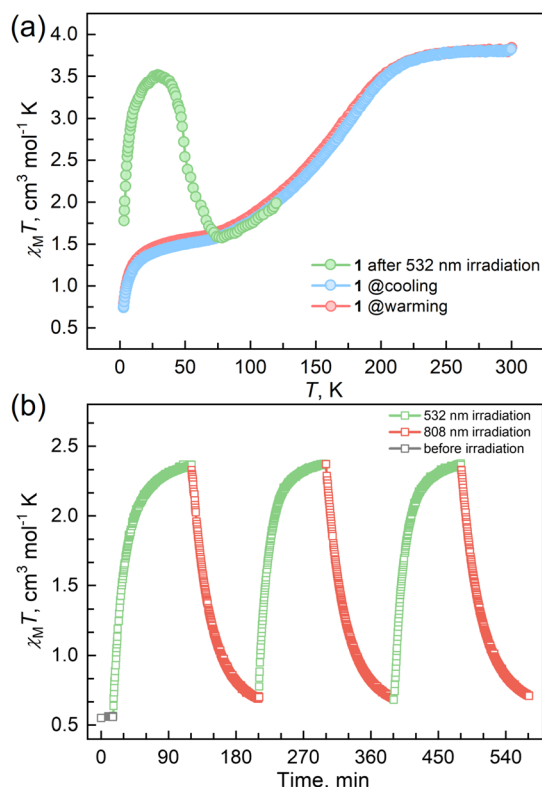 (a)
4.0
3.5
3.0
2.5
2.0
1.5
1.0
0.5
χ_M T, cm³ mol⁻¹ K
1 after 532 nm irradiation
1 @cooling
1 @warming
0 50 100 150 200 250 300
T, K
(b)
2.5
2.0
1.5
1.0
0.5
χ_M T, cm³ mol⁻¹ K
532 nm irradiation
808 nm irradiation
before irradiation
0 90 180 270 360 450 540
Time, min